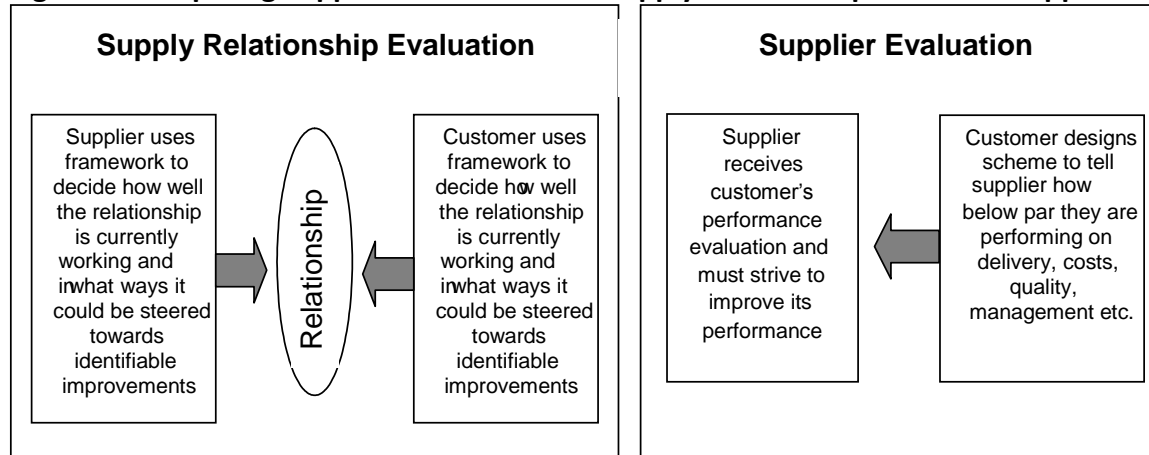 Supply Relationship Evaluation
Supplier uses
framework to
decide how well
the relationship
is currently
working and
in what ways it
could be steered
towards
identifiable
improvements
Relationship
Customer uses
framework to
decide how well
the relationship
is currently
working and
in what ways it
could be steered
towards
identifiable
improvements
Supplier Evaluation
Supplier
receives
customer's
performance
evaluation and
must strive to
improve its
performance
Customer designs
scheme to tell
supplier how
below par they are
performing on
delivery, costs,
quality,
management etc.